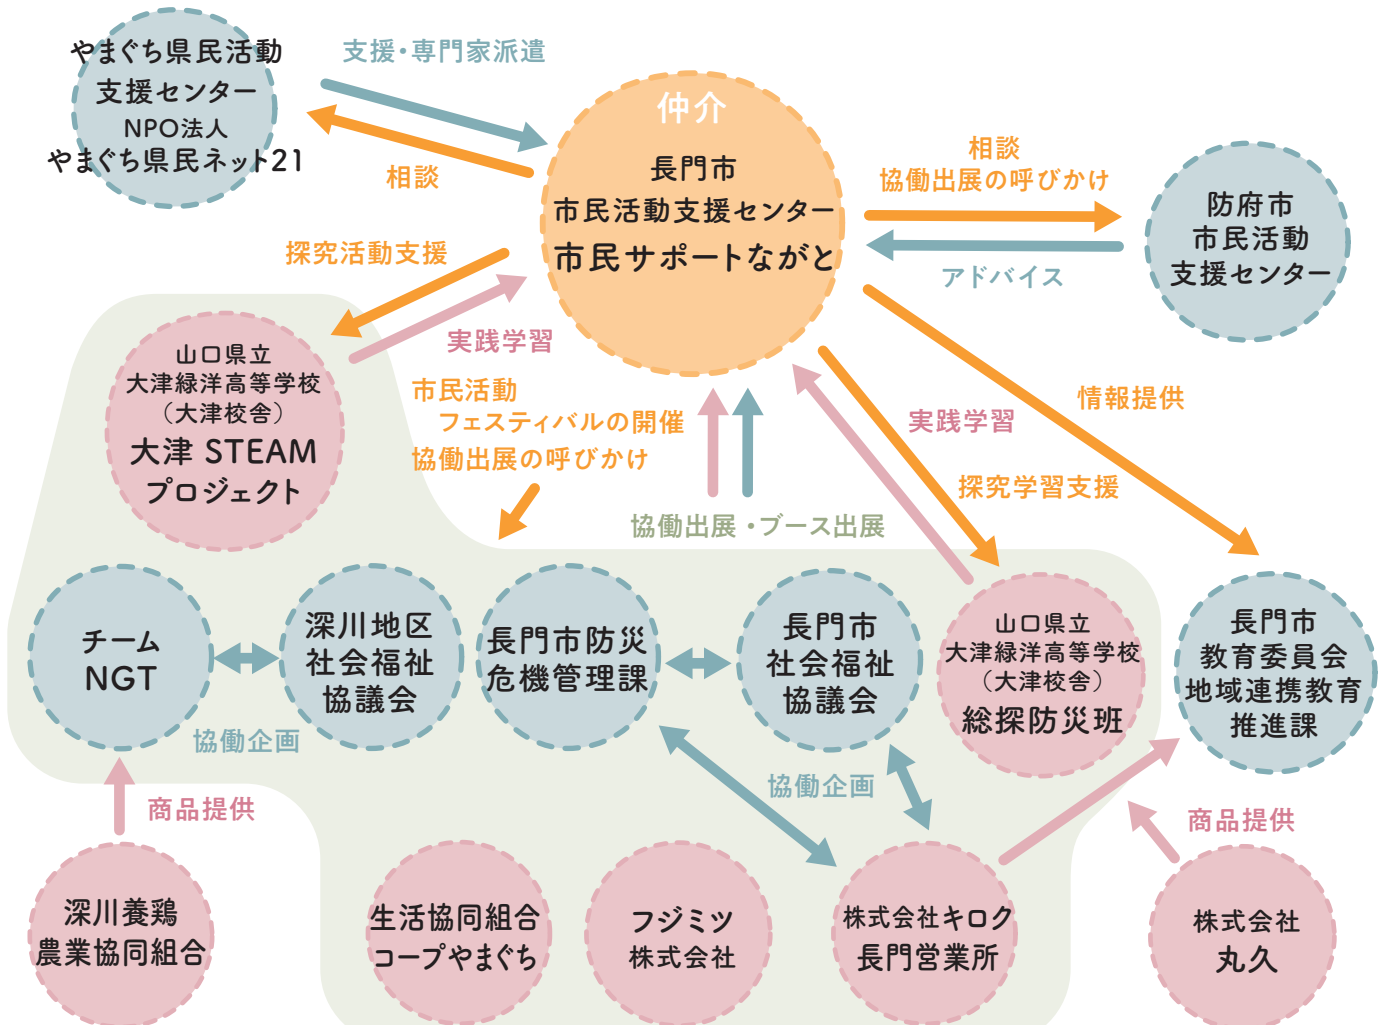 やまぐち県民活動
支援センター
NPO法人
やまぐち県民ネット21
支援・専門家派遣
相談
仲介
長門市
市民活動支援センター
市民サポートながと
相談
協働出展の呼びかけ
アドバイス
防府市
市民活動
支援センター
探究活動支援
実践学習
山口県立
大津緑洋高等学校
（大津校舎）
大津 STEAM
プロジェクト
市民活動
フェスティバルの開催
協働出展の呼びかけ
協働出展・ブース出展
実践学習
探究学習支援
情報提供
チーム
NGT
深川地区
社会福祉
協議会
協働企画
長門市防災
危機管理課
長門市
社会福祉
協議会
協働企画
山口県立
大津緑洋高等学校
（大津校舎）
総探防災班
長門市
教育委員会
地域連携教育
推進課
商品提供
商品提供
深川養鶏
農業協同組合
生活協同組合
コープやまぐち
フジミツ
株式会社
株式会社キロク
長門営業所
株式会社
丸久